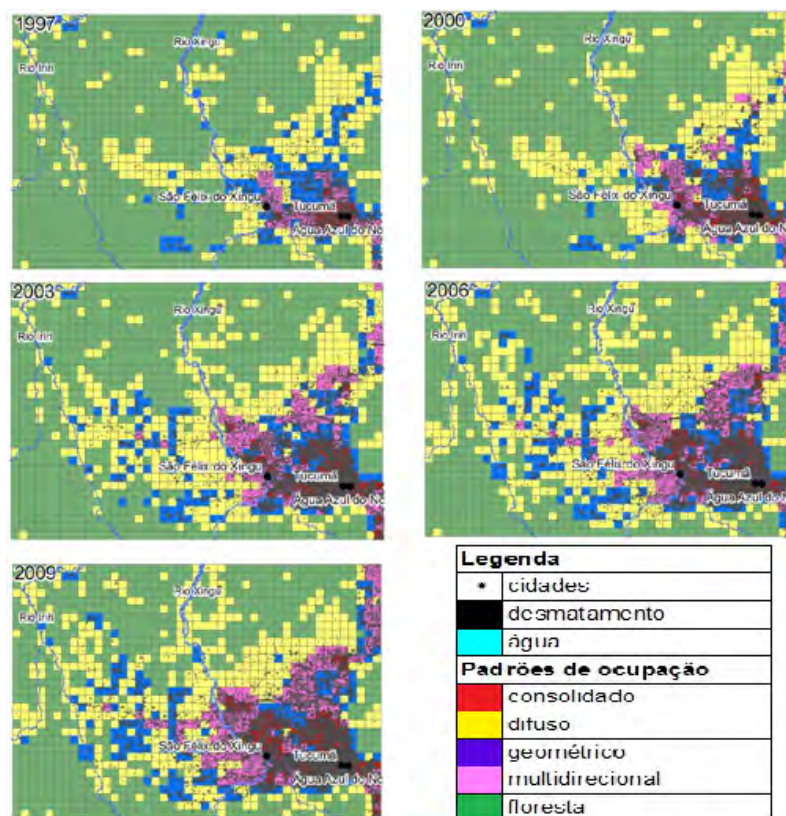 1997
Rio Xingu
Rio Iriri
São Félix do Xingu
Tucumã
Água Azul do No
2000
Rio Xingu
Rio Iriri
São Félix do Xingu
Tucumã
Água Azul do No
2003
Rio Xingu
Rio Iriri
São Félix do Xingu
Tucumã
Água Azul do No
2006
Rio Xingu
Rio Iriri
São Félix do Xingu
Tucumã
Água Azul do No
2009
Rio Xingu
Rio Iriri
São Félix do Xingu
Tucumã
Água Azul do No
Legenda
cidades
desmatamento
água
Padrões de ocupação
consolidado
difuso
geométrico
multidirecional
floresta